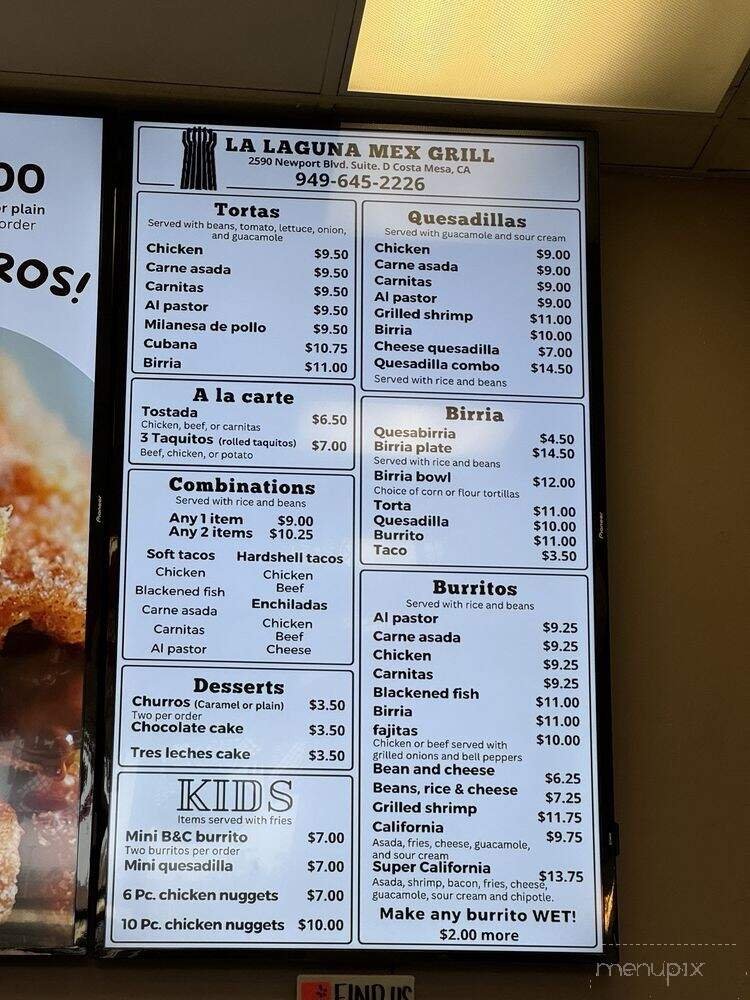 00
r plain
order
ROS!
LA LAGUNA MEX GRILL
2590 Newport Blvd. Suite. D Costa Mesa, CA
949-645-2226
Tortas
Served with beans, tomato, lettuce, onion,
and guacamole
Chicken $9.50
Carne asada $9.50
Carnitas $9.50
Al pastor $9.50
Milanesa de pollo $9.50
Cubana $10.75
Birria $11.00
A la carte
Tostada $6.50
Chicken, beef, or carnitas
3 Taquitos (rolled taquitos) $7.00
Beef, chicken, or potato
Combinations
Served with rice and beans
Any 1 item $9.00
Any 2 items $10.25
Soft tacos
Chicken
Blackened fish
Carne asada
Carnitas
Al pastor
Hardshell tacos
Chicken
Beef
Enchiladas
Chicken
Beef
Cheese
Desserts
Churros (Caramel or plain) $3.50
Two per order
Chocolate cake $3.50
Tres leches cake $3.50
KIDS
Items served with fries
Mini B&C burrito $7.00
Two burritos per order
Mini quesadilla $7.00
6 Pc. chicken nuggets $7.00
10 Pc. chicken nuggets $10.00
Quesadillas
Served with guacamole and sour cream
Chicken $9.00
Carne asada $9.00
Carnitas $9.00
Al pastor $9.00
Grilled shrimp $11.00
Birria $10.00
Cheese quesadilla $7.00
Quesadilla combo $14.50
Served with rice and beans
Birria
Quesabirria $4.50
Birria plate $14.50
Served with rice and beans
Birria bowl $12.00
Choice of corn or flour tortillas
Torta $11.00
Quesadilla $10.00
Burrito $11.00
Taco $3.50
Burritos
Served with rice and beans
Al pastor $9.25
Carne asada $9.25
Chicken $9.25
Carnitas $9.25
Blackened fish $11.00
Birria $11.00
fajitas $10.00
Chicken or beef served with
grilled onions and bell peppers
Bean and cheese $6.25
Beans, rice & cheese $7.25
Grilled shrimp $11.75
California $9.75
Asada, fries, cheese, guacamole,
and sour cream
Super California $13.75
Asada, shrimp, bacon, fries, cheese,
guacamole, sour cream and chipotle.
Make any burrito WET!
$2.00 more
Pioneer
Pioneer
FIND US
menupix